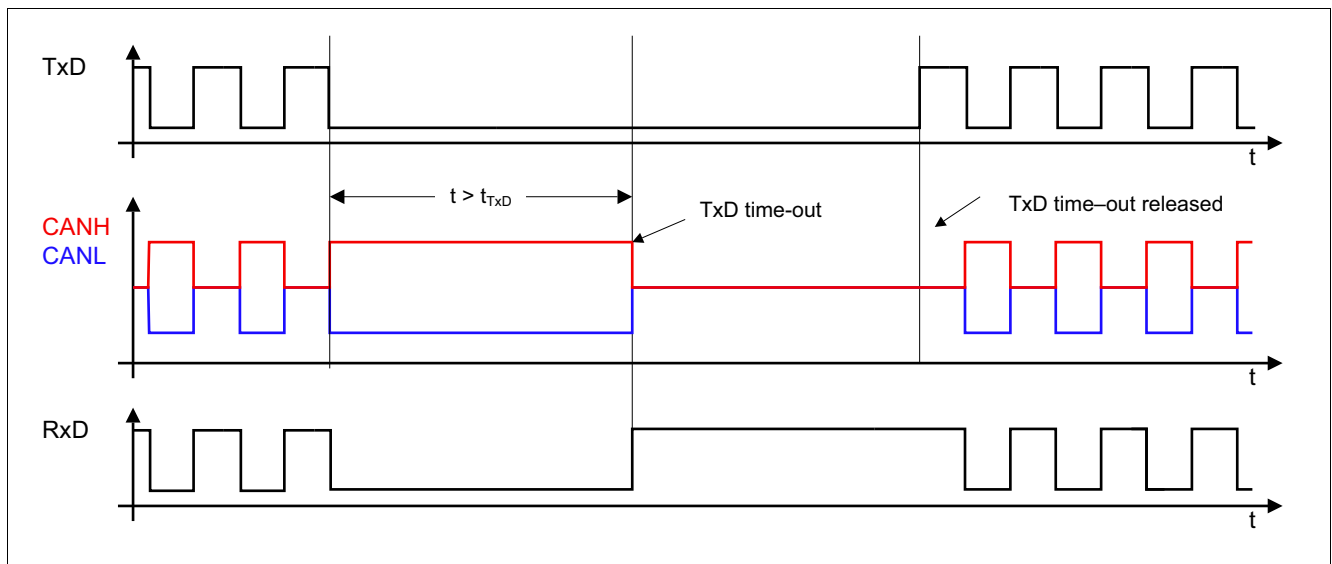 TxD
t
t > tTxD
TxD time-out
TxD time–out released
CANH
CANL
t
RxD
t